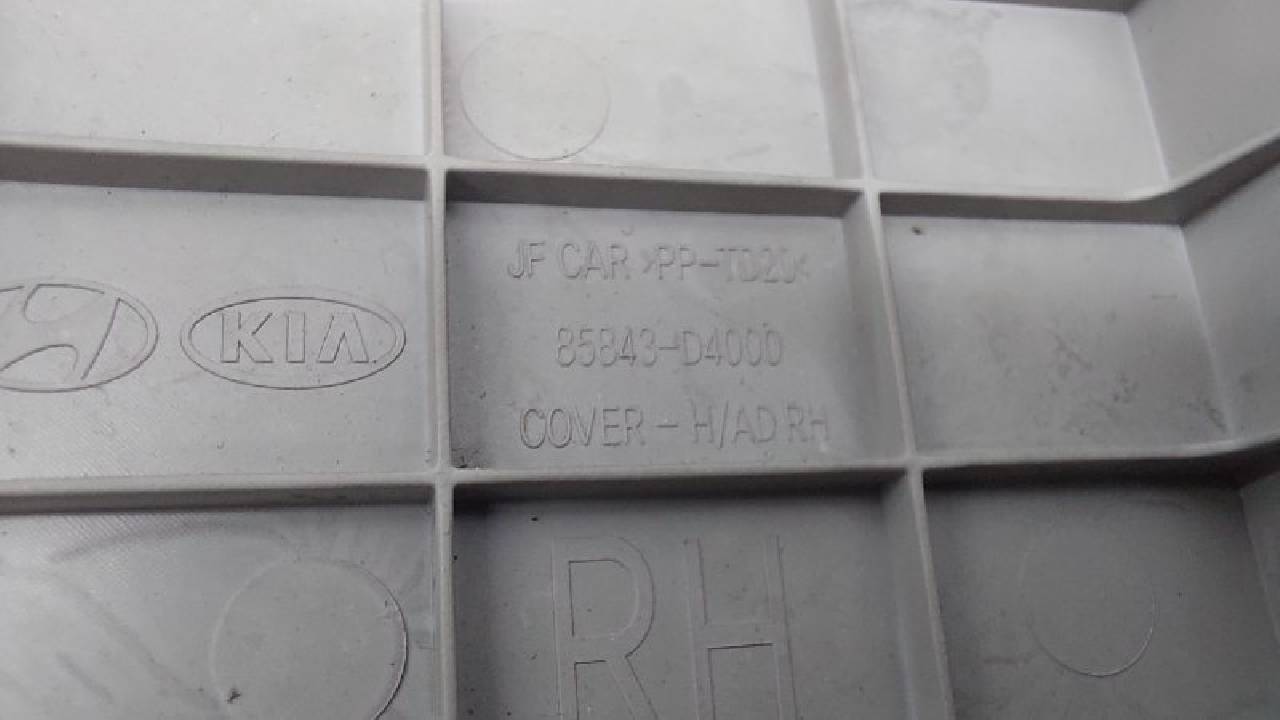 JF CAR >PP-TD20<
KIA 85843-D4000
COVER - H/AD RH
RH